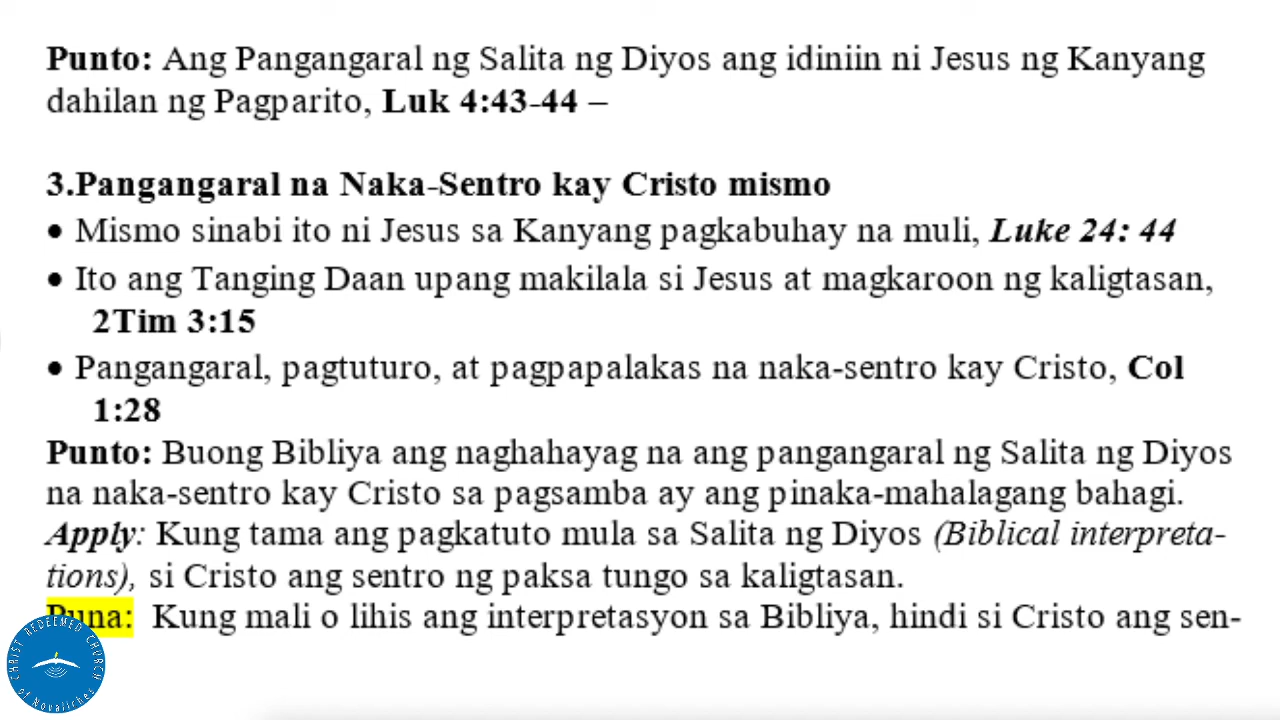 Punto: Ang Pangangaral ng Salita ng Diyos ang idiniin ni Jesus ng Kanyang
dahilan ng Pagparito, Luk 4:43-44 –
3.Pangangaral na Naka-Sentro kay Cristo mismo
• Mismo sinabi ito ni Jesus sa Kanyang pagkabuhay na muli, Luke 24: 44
• Ito ang Tanging Daan upang makilala si Jesus at magkaroon ng kaligtasan,
2Tim 3:15
• Pangangaral, pagtuturo, at pagpapalakas na naka-sentro kay Cristo, Col
1:28
Punto: Buong Bibliya ang naghahayag na ang pangangaral ng Salita ng Diyos
na naka-sentro kay Cristo sa pagsamba ay ang pinaka-mahalagang bahagi.
Apply: Kung tama ang pagkatuto mula sa Salita ng Diyos (Biblical interpreta-
tions), si Cristo ang sentro ng paksa tungo sa kaligtasan.
Puna: Kung mali o lihis ang interpretasyon sa Bibliya, hindi si Cristo ang sen-
CHRIST REDEEMED CHURCH
of Novaliches